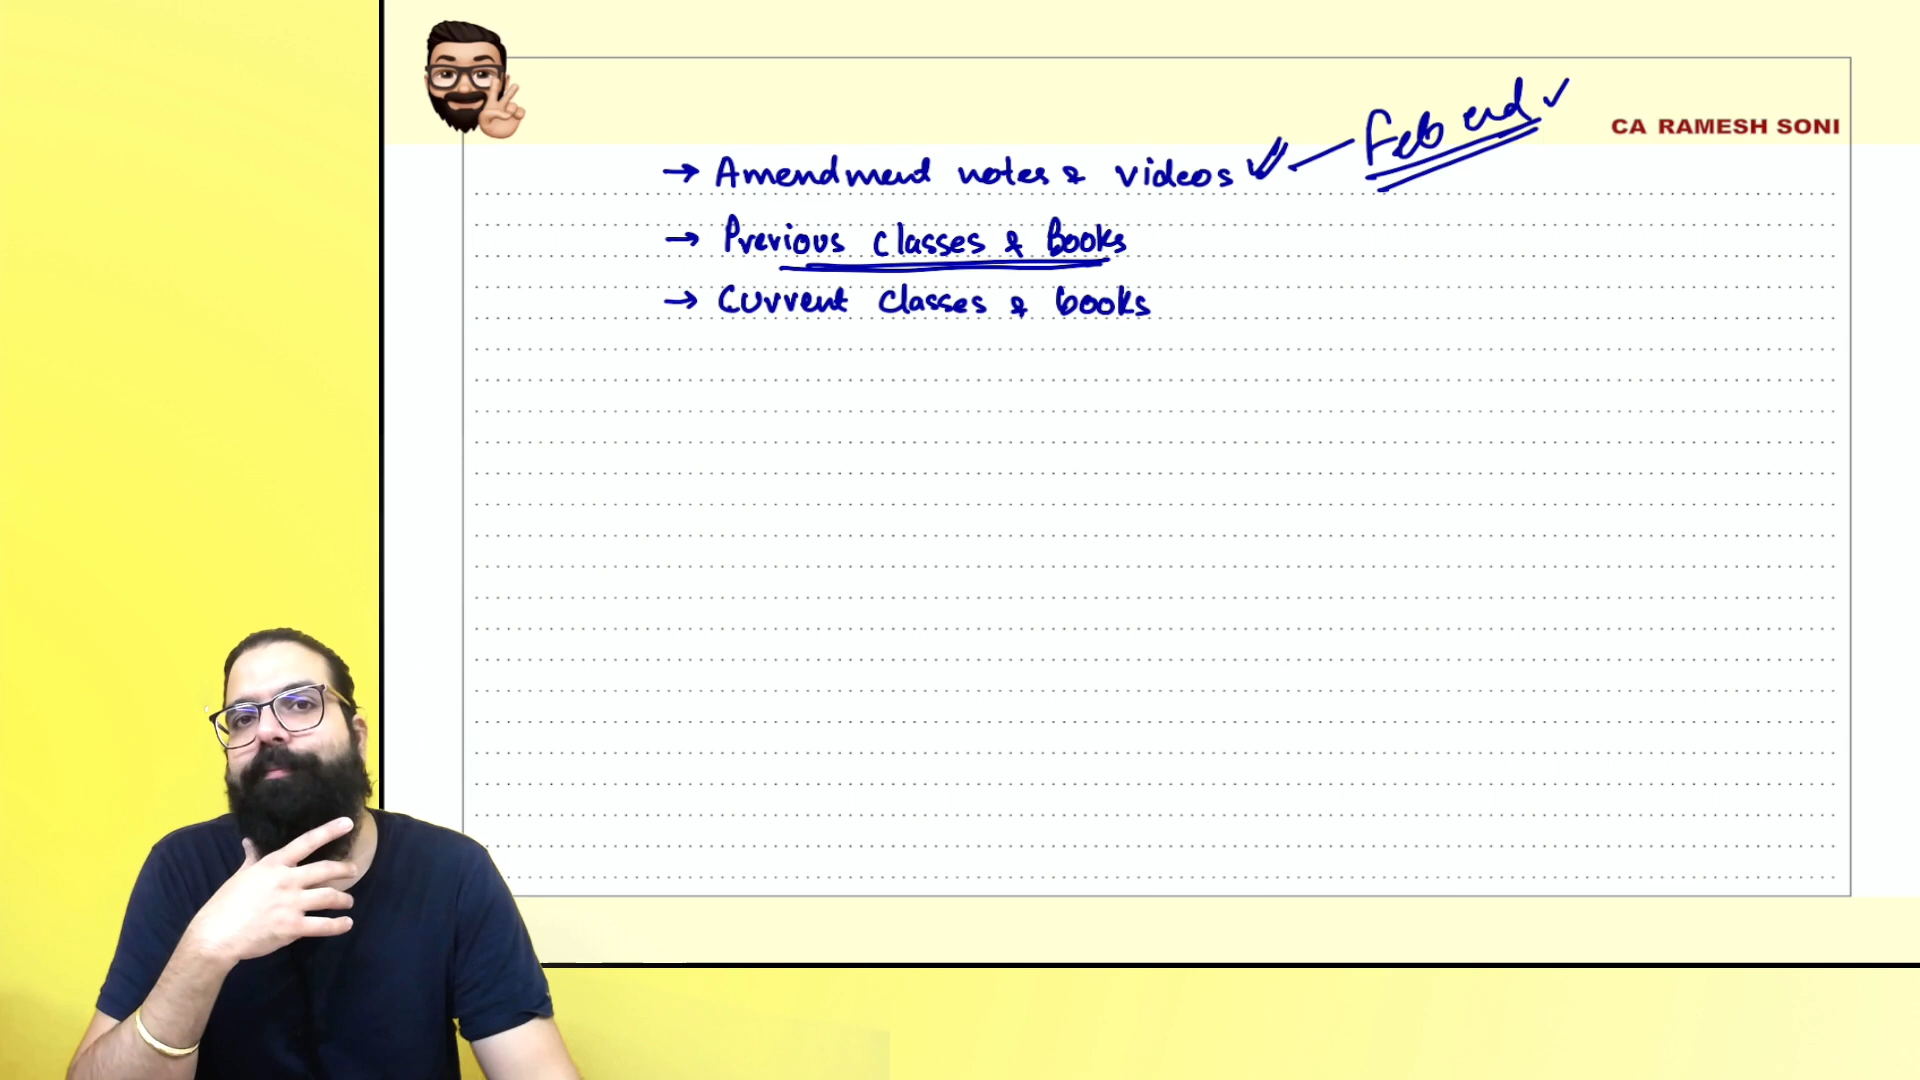 Feb end
CA RAMESH SONI
→ Amendment notes & videos
→ Previous classes & Books
→ Current classes & books